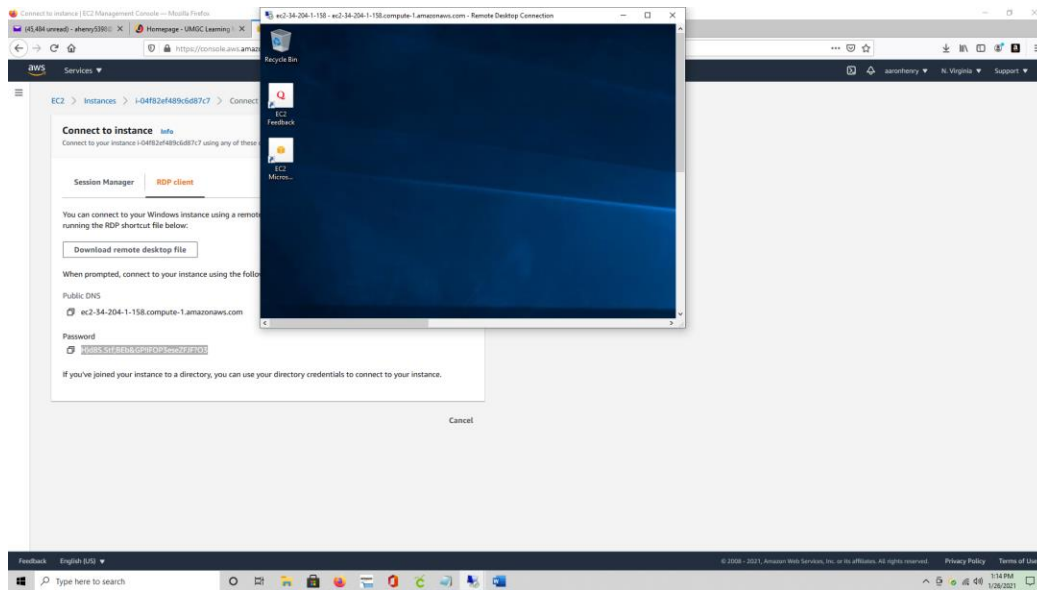 Connect to instance | EC2 Management Console — Mozilla Firefox
ec2-34-204-1-158 - ec2-34-204-1-158.compute-1.amazonaws.com - Remote Desktop Connection
Homepage - UMGC Learning
https://console.aws.amaz
aws
Services
aaronhenry
N. Virginia
Support
Recycle Bin
EC2
Feedback
EC2
Micros...
EC2 > Instances > i-04f82ef489c6d87c7 > Connect
Connect to instance Info
Connect to your instance i-04f82ef489c6d87c7 using any of these
Session Manager
RDP client
You can connect to your Windows instance using a remote
running the RDP shortcut file below:
Download remote desktop file
When prompted, connect to your instance using the follo
Public DNS
ec2-34-204-1-158.compute-1.amazonaws.com
Password
If you've joined your instance to a directory, you can use your directory credentials to connect to your instance.
Cancel
Feedback
English (US)
© 2008 - 2021, Amazon Web Services, Inc. or its affiliates. All rights reserved.
Privacy Policy
Terms of Use
Type here to search
1:14 PM
1/26/2021